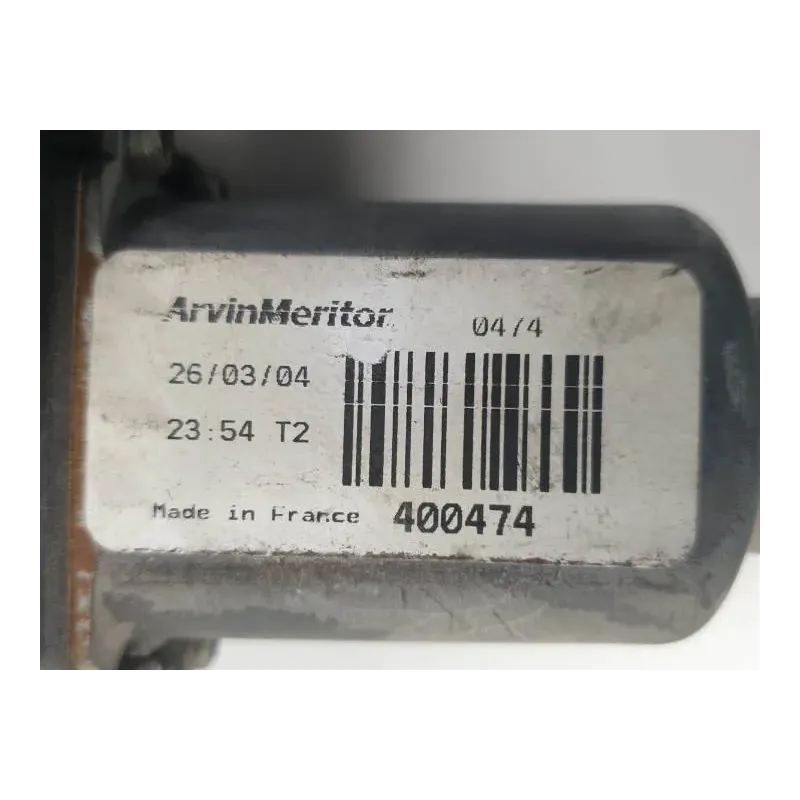 ArvinMeritor 04/4
26/03/04
23:54 T2
Made in France 400474